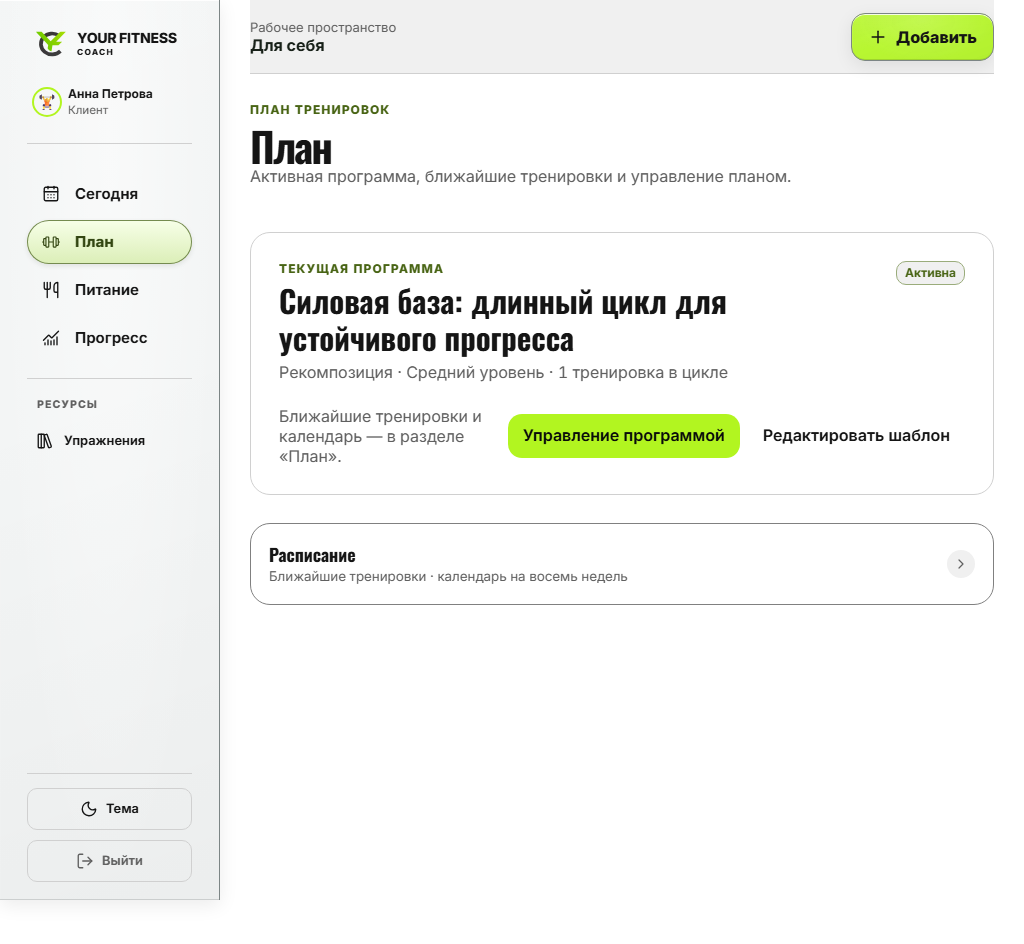 YOUR FITNESS
COACH
Анна Петрова
Клиент
Сегодня
План
Питание
Прогресс
РЕСУРСЫ
Упражнения
Тема
Выйти
Рабочее пространство
Для себя
Добавить
ПЛАН ТРЕНИРОВОК
План
Активная программа, ближайшие тренировки и управление планом.
ТЕКУЩАЯ ПРОГРАММА
Активна
Силовая база: длинный цикл для
устойчивого прогресса
Рекомпозиция · Средний уровень · 1 тренировка в цикле
Ближайшие тренировки и
календарь — в разделе
«План».
Управление программой
Редактировать шаблон
Расписание
Ближайшие тренировки · календарь на восемь недель